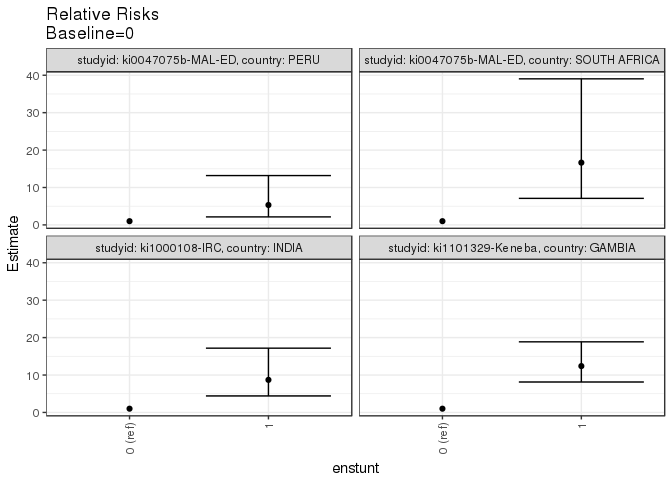 Relative Risks
Baseline=0
studyid: ki0047075b-MAL-ED, country: PERU
studyid: ki0047075b-MAL-ED, country: SOUTH AFRICA
40
30
20
10
0
studyid: ki1000108-IRC, country: INDIA
studyid: ki1101329-Keneba, country: GAMBIA
40
30
20
10
0
Estimate
0 (ref)
1
0 (ref)
1
enstunt